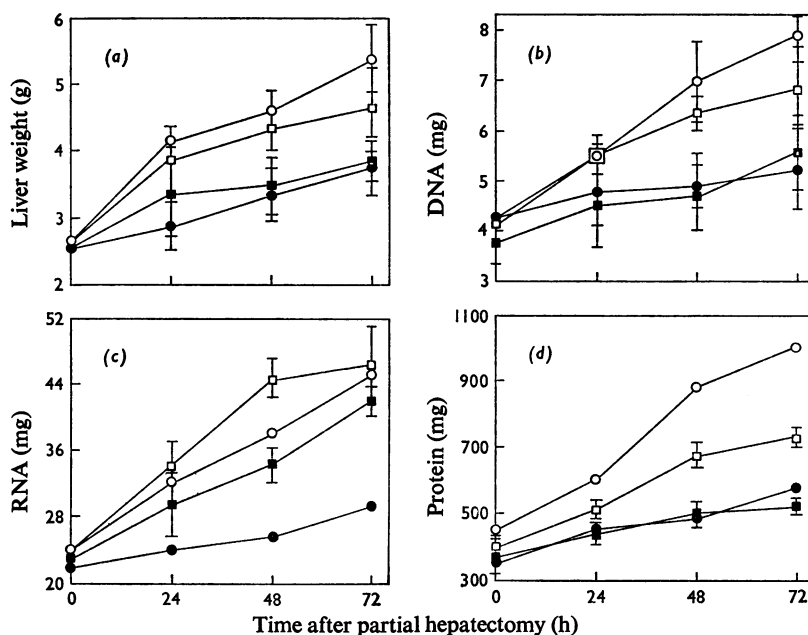 (a)
Liver weight (g)
6
5
4
3
2
(b)
DNA (mg)
8
7
6
5
4
3
(c)
RNA (mg)
52
44
36
28
20
0 24 48 72
(d)
Protein (mg)
1100
900
700
500
300
0 24 48 72
Time after partial hepatectomy (h)